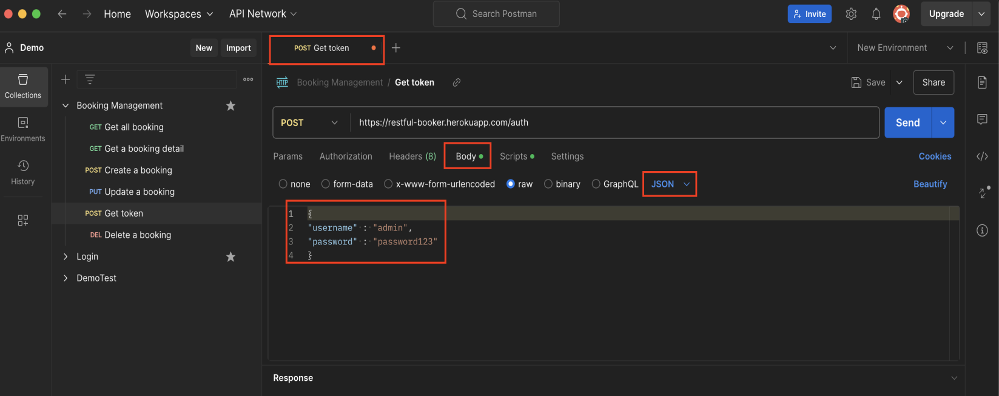 Home Workspaces API Network Search Postman Invite Upgrade
Demo New Import POST Get token New Environment
Collections
Environments
History
Booking Management
GET Get all booking
GET Get a booking detail
POST Create a booking
PUT Update a booking
POST Get token
DEL Delete a booking
Login
DemoTest
HTTP Booking Management / Get token Save Share
POST https://restful-booker.herokuapp.com/auth Send
Params Authorization Headers (8) Body Scripts Settings Cookies
none form-data x-www-form-urlencoded raw binary GraphQL JSON Beautify
1 {
2 "username" : "admin",
3 "password" : "password123"
4 }
Response